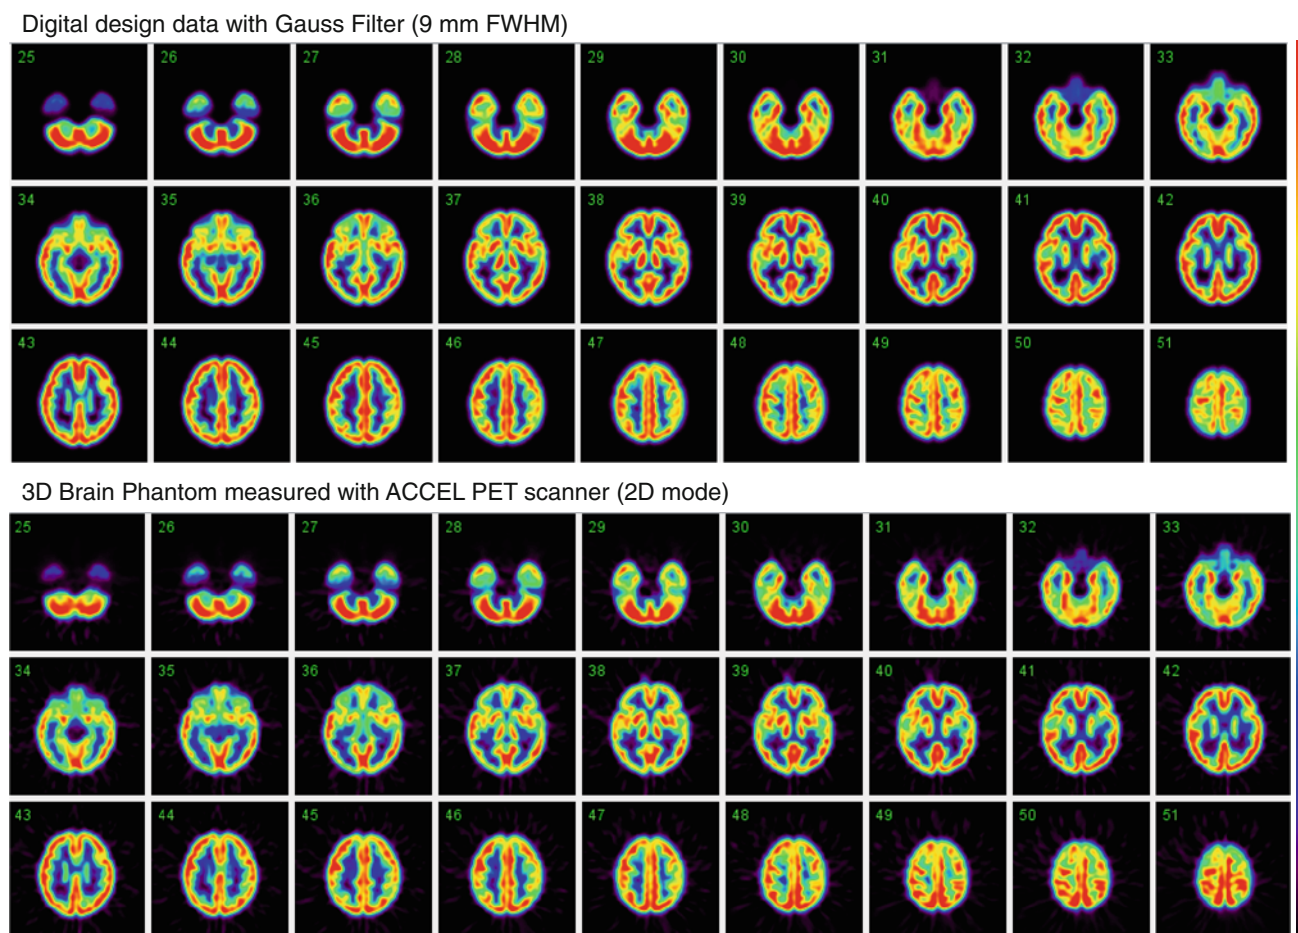 Digital design data with Gauss Filter (9 mm FWHM)
25 26 27 28 29 30 31 32 33
34 35 36 37 38 39 40 41 42
43 44 45 46 47 48 49 50 51
3D Brain Phantom measured with ACCEL PET scanner (2D mode)
25 26 27 28 29 30 31 32 33
34 35 36 37 38 39 40 41 42
43 44 45 46 47 48 49 50 51